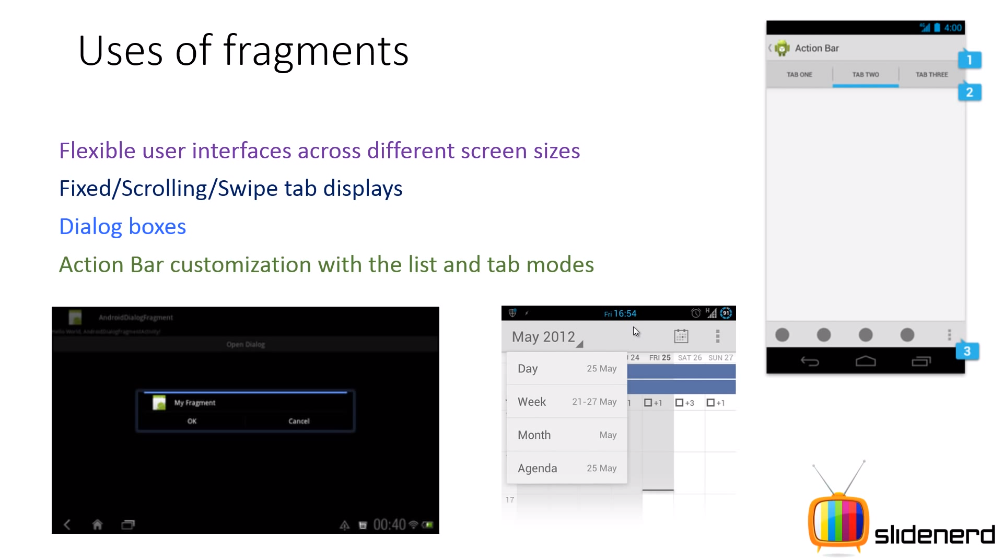 Uses of fragments
Flexible user interfaces across different screen sizes
Fixed/Scrolling/Swipe tab displays
Dialog boxes
Action Bar customization with the list and tab modes
4:00
Action Bar
1
TAB ONE TAB TWO TAB THREE
2
3
AndroidDialogFragment
Hello World, AndroidDialogFragmentActivity!
Open Dialog
My Fragment
OK Cancel
00:40
Fri 16:54
91
May 2012
24 FRI 25 SAT 26 SUN 27
Day 25 May
Week 21-27 May
Month May
Agenda 25 May
+1 +3 +1
17
slidenerd